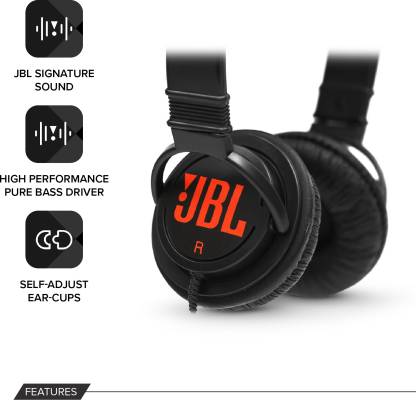 JBL SIGNATURE
SOUND
HIGH PERFORMANCE
PURE BASS DRIVER
SELF-ADJUST
EAR-CUPS
JBL
R
FEATURES